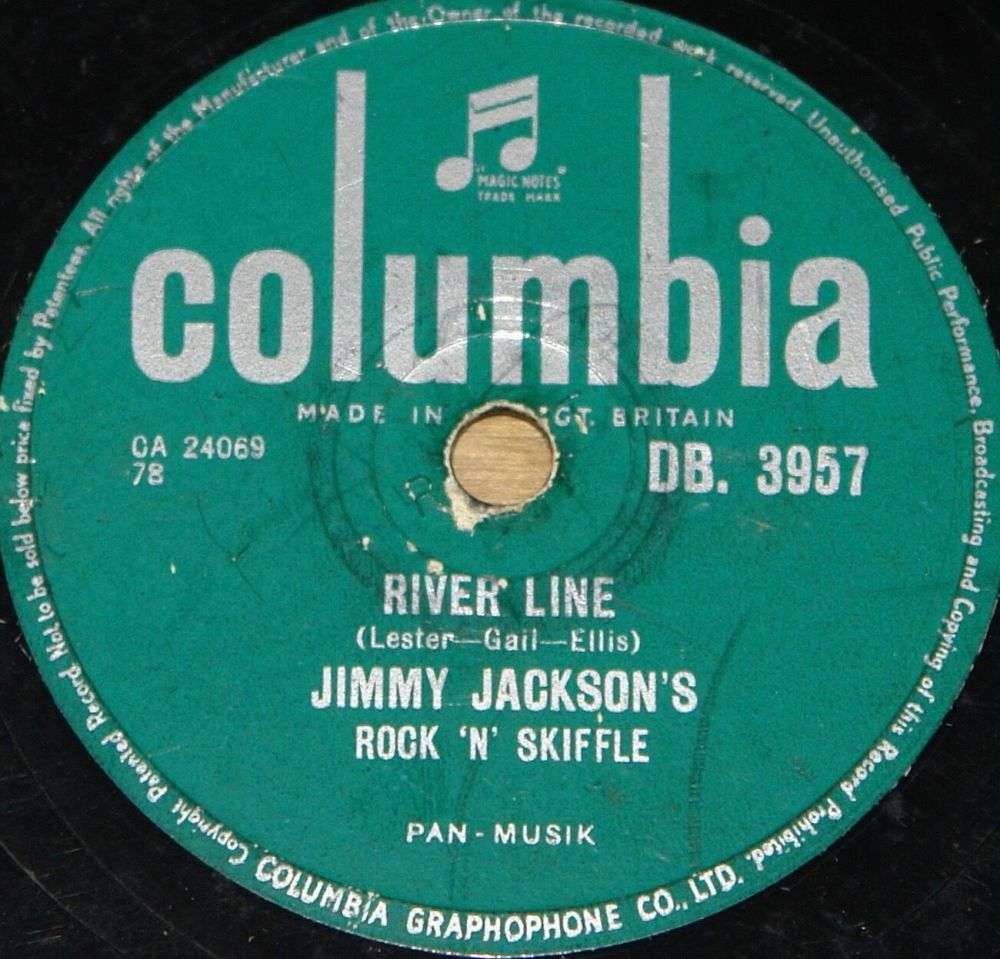 "MAGIC NOTES"
TRADE MARK
columbia
MADE IN GT. BRITAIN
CA 24069
78
DB. 3957
RIVER LINE
(Lester—Gail—Ellis)
JIMMY JACKSON'S
ROCK 'N' SKIFFLE
PAN-MUSIK
COLUMBIA GRAPHOPHONE CO., LTD.
Copyright Patented Record Not to be sold below price fixed by Patentees. All rights of the Manufacturer and of the Owner of the recorded work reserved. Unauthorised Public Performance, Broadcasting and Copying of this Record Prohibited.